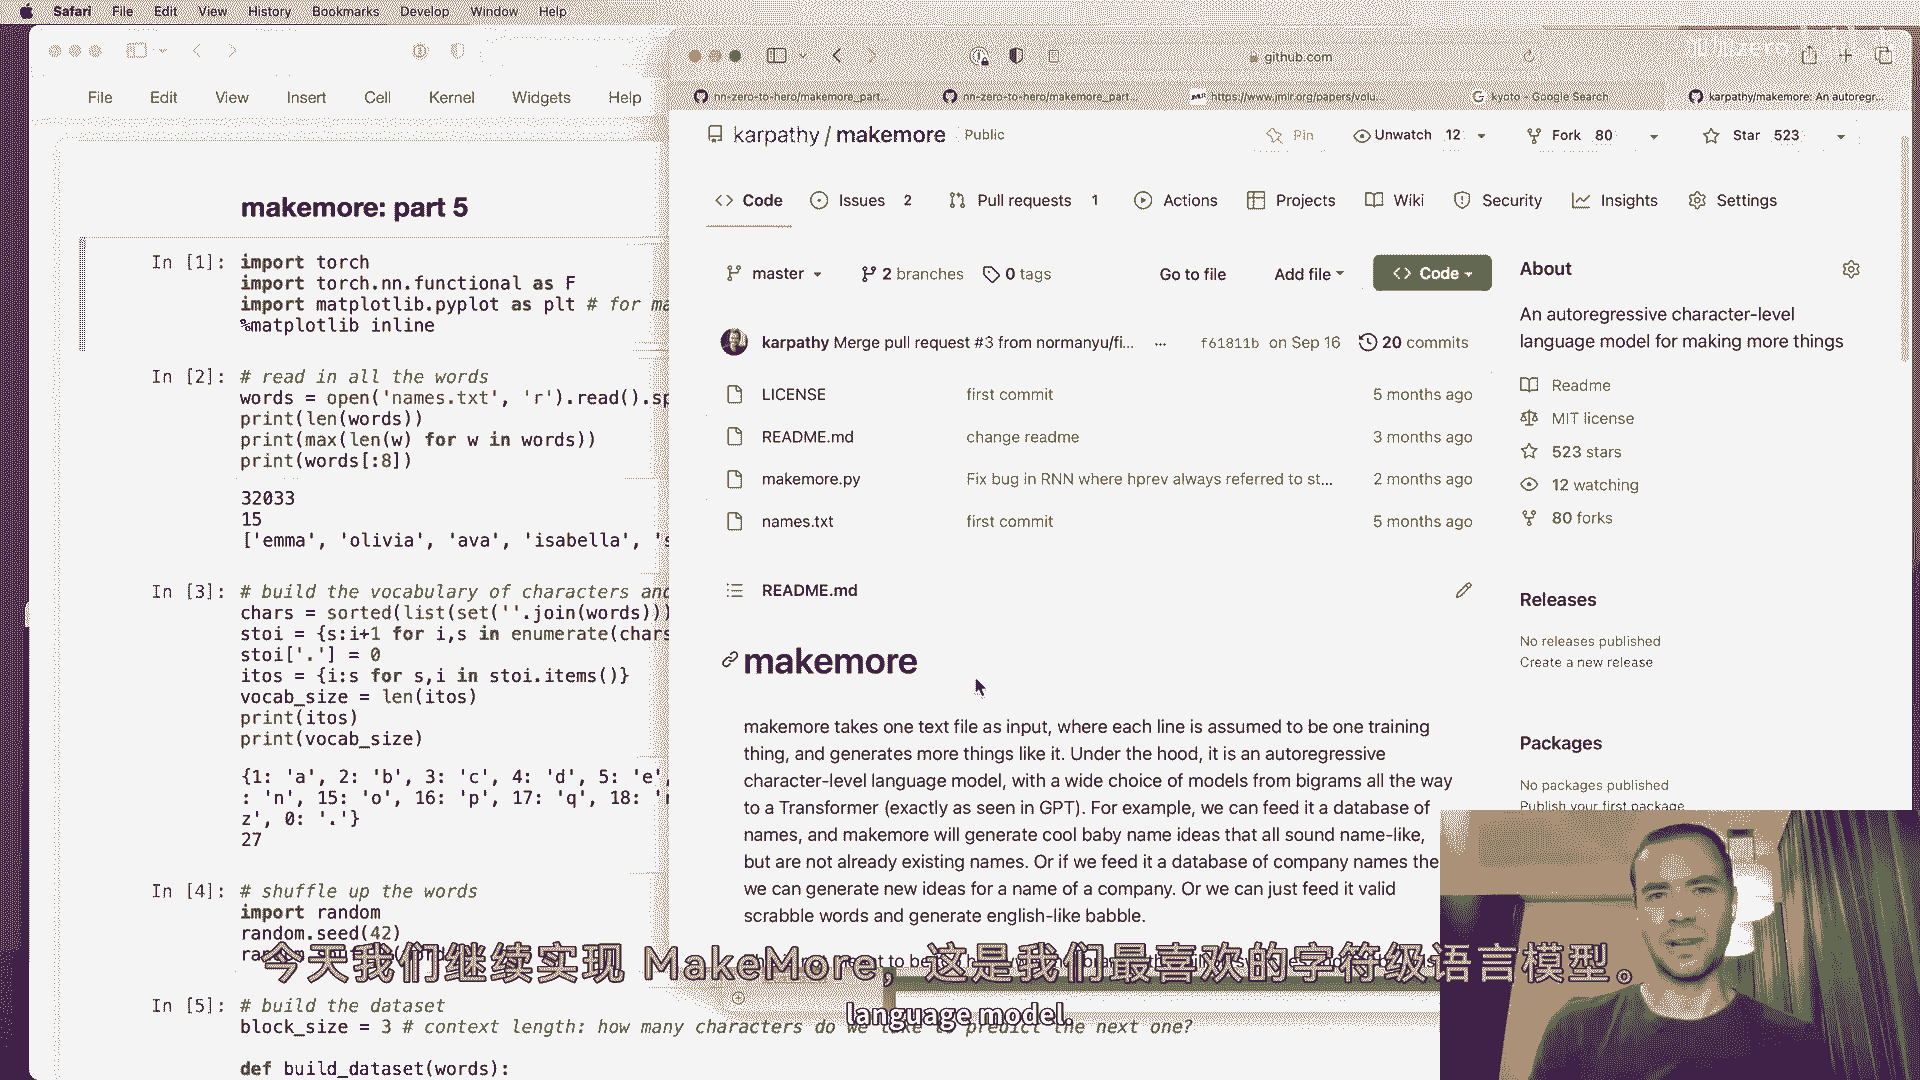 Safari File Edit View History Bookmarks Develop Window Help
File Edit View Insert Cell Kernel Widgets Help
makemore: part 5
In [1]: import torch
import torch.nn.functional as F
import matplotlib.pyplot as plt # for
%matplotlib inline
In [2]: # read in all the words
words = open('names.txt', 'r').read().
print(len(words))
print(max(len(w) for w in words))
print(words[:8])
32033
15
['emma', 'olivia', 'ava', 'isabella',
In [3]: # build the vocabulary of characters
chars = sorted(list(set(''.join(words)))
stoi = {s:i+1 for i,s in enumerate(chars
stoi['.'] = 0
itos = {i:s for s,i in stoi.items()}
vocab_size = len(itos)
print(itos)
print(vocab_size)
{1: 'a', 2: 'b', 3: 'c', 4: 'd', 5: 'e',
: 'n', 15: 'o', 16: 'p', 17: 'q', 18:
z', 0: '.'}
27
In [4]: # shuffle up the words
import random
random.seed(42)
In [5]: # build the dataset
block_size = 3 # context length: how many characters do we take to predict the next one?
def build_dataset(words):
github.com
nn-zero-to-hero/makemore_part...
nn-zero-to-hero/makemore_part...
https://www.jmlr.org/papers/volu...
kyoto - Google Search
karpathy/makemore: An autoregr...
karpathy / makemore Public
Pin Unwatch 12 Fork 80 Star 523
Code Issues 2 Pull requests 1 Actions Projects Wiki Security Insights Settings
master 2 branches 0 tags Go to file Add file Code
karpathy Merge pull request #3 from normanyu/fi... ... f61811b on Sep 16 20 commits
LICENSE first commit 5 months ago
README.md change readme 3 months ago
makemore.py Fix bug in RNN where hprev always referred to st... 2 months ago
names.txt first commit 5 months ago
README.md
makemore
makemore takes one text file as input, where each line is assumed to be one training
thing, and generates more things like it. Under the hood, it is an autoregressive
character-level language model, with a wide choice of models from bigrams all the way
to a Transformer (exactly as seen in GPT). For example, we can feed it a database of
names, and makemore will generate cool baby name ideas that all sound name-like,
but are not already existing names. Or if we feed it a database of company names
we can generate new ideas for a name of a company. Or we can just feed it valid
scrabble words and generate english-like babble.
About
An autoregressive character-level
language model for making more things
Readme
MIT license
523 stars
12 watching
80 forks
Releases
No releases published
Create a new release
Packages
No packages published
Publish your first package
今天我们继续实现 MakeMore，这是我们最喜欢的字符级语言模型。
language model.